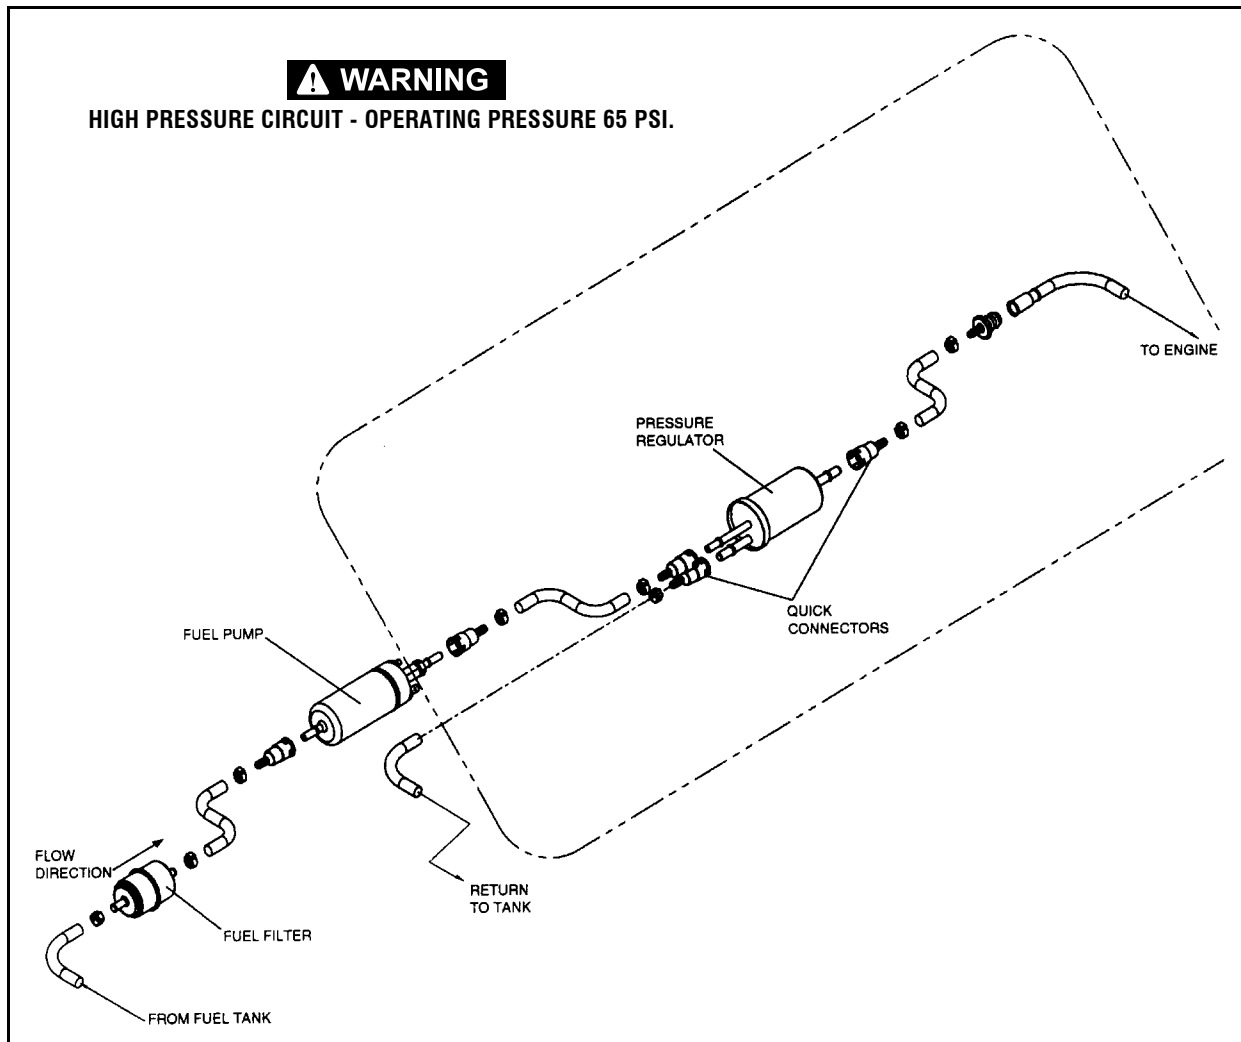 WARNING
HIGH PRESSURE CIRCUIT - OPERATING PRESSURE 65 PSI.
TO ENGINE
PRESSURE
REGULATOR
QUICK
CONNECTORS
FUEL PUMP
FLOW
DIRECTION
RETURN
TO TANK
FUEL FILTER
FROM FUEL TANK